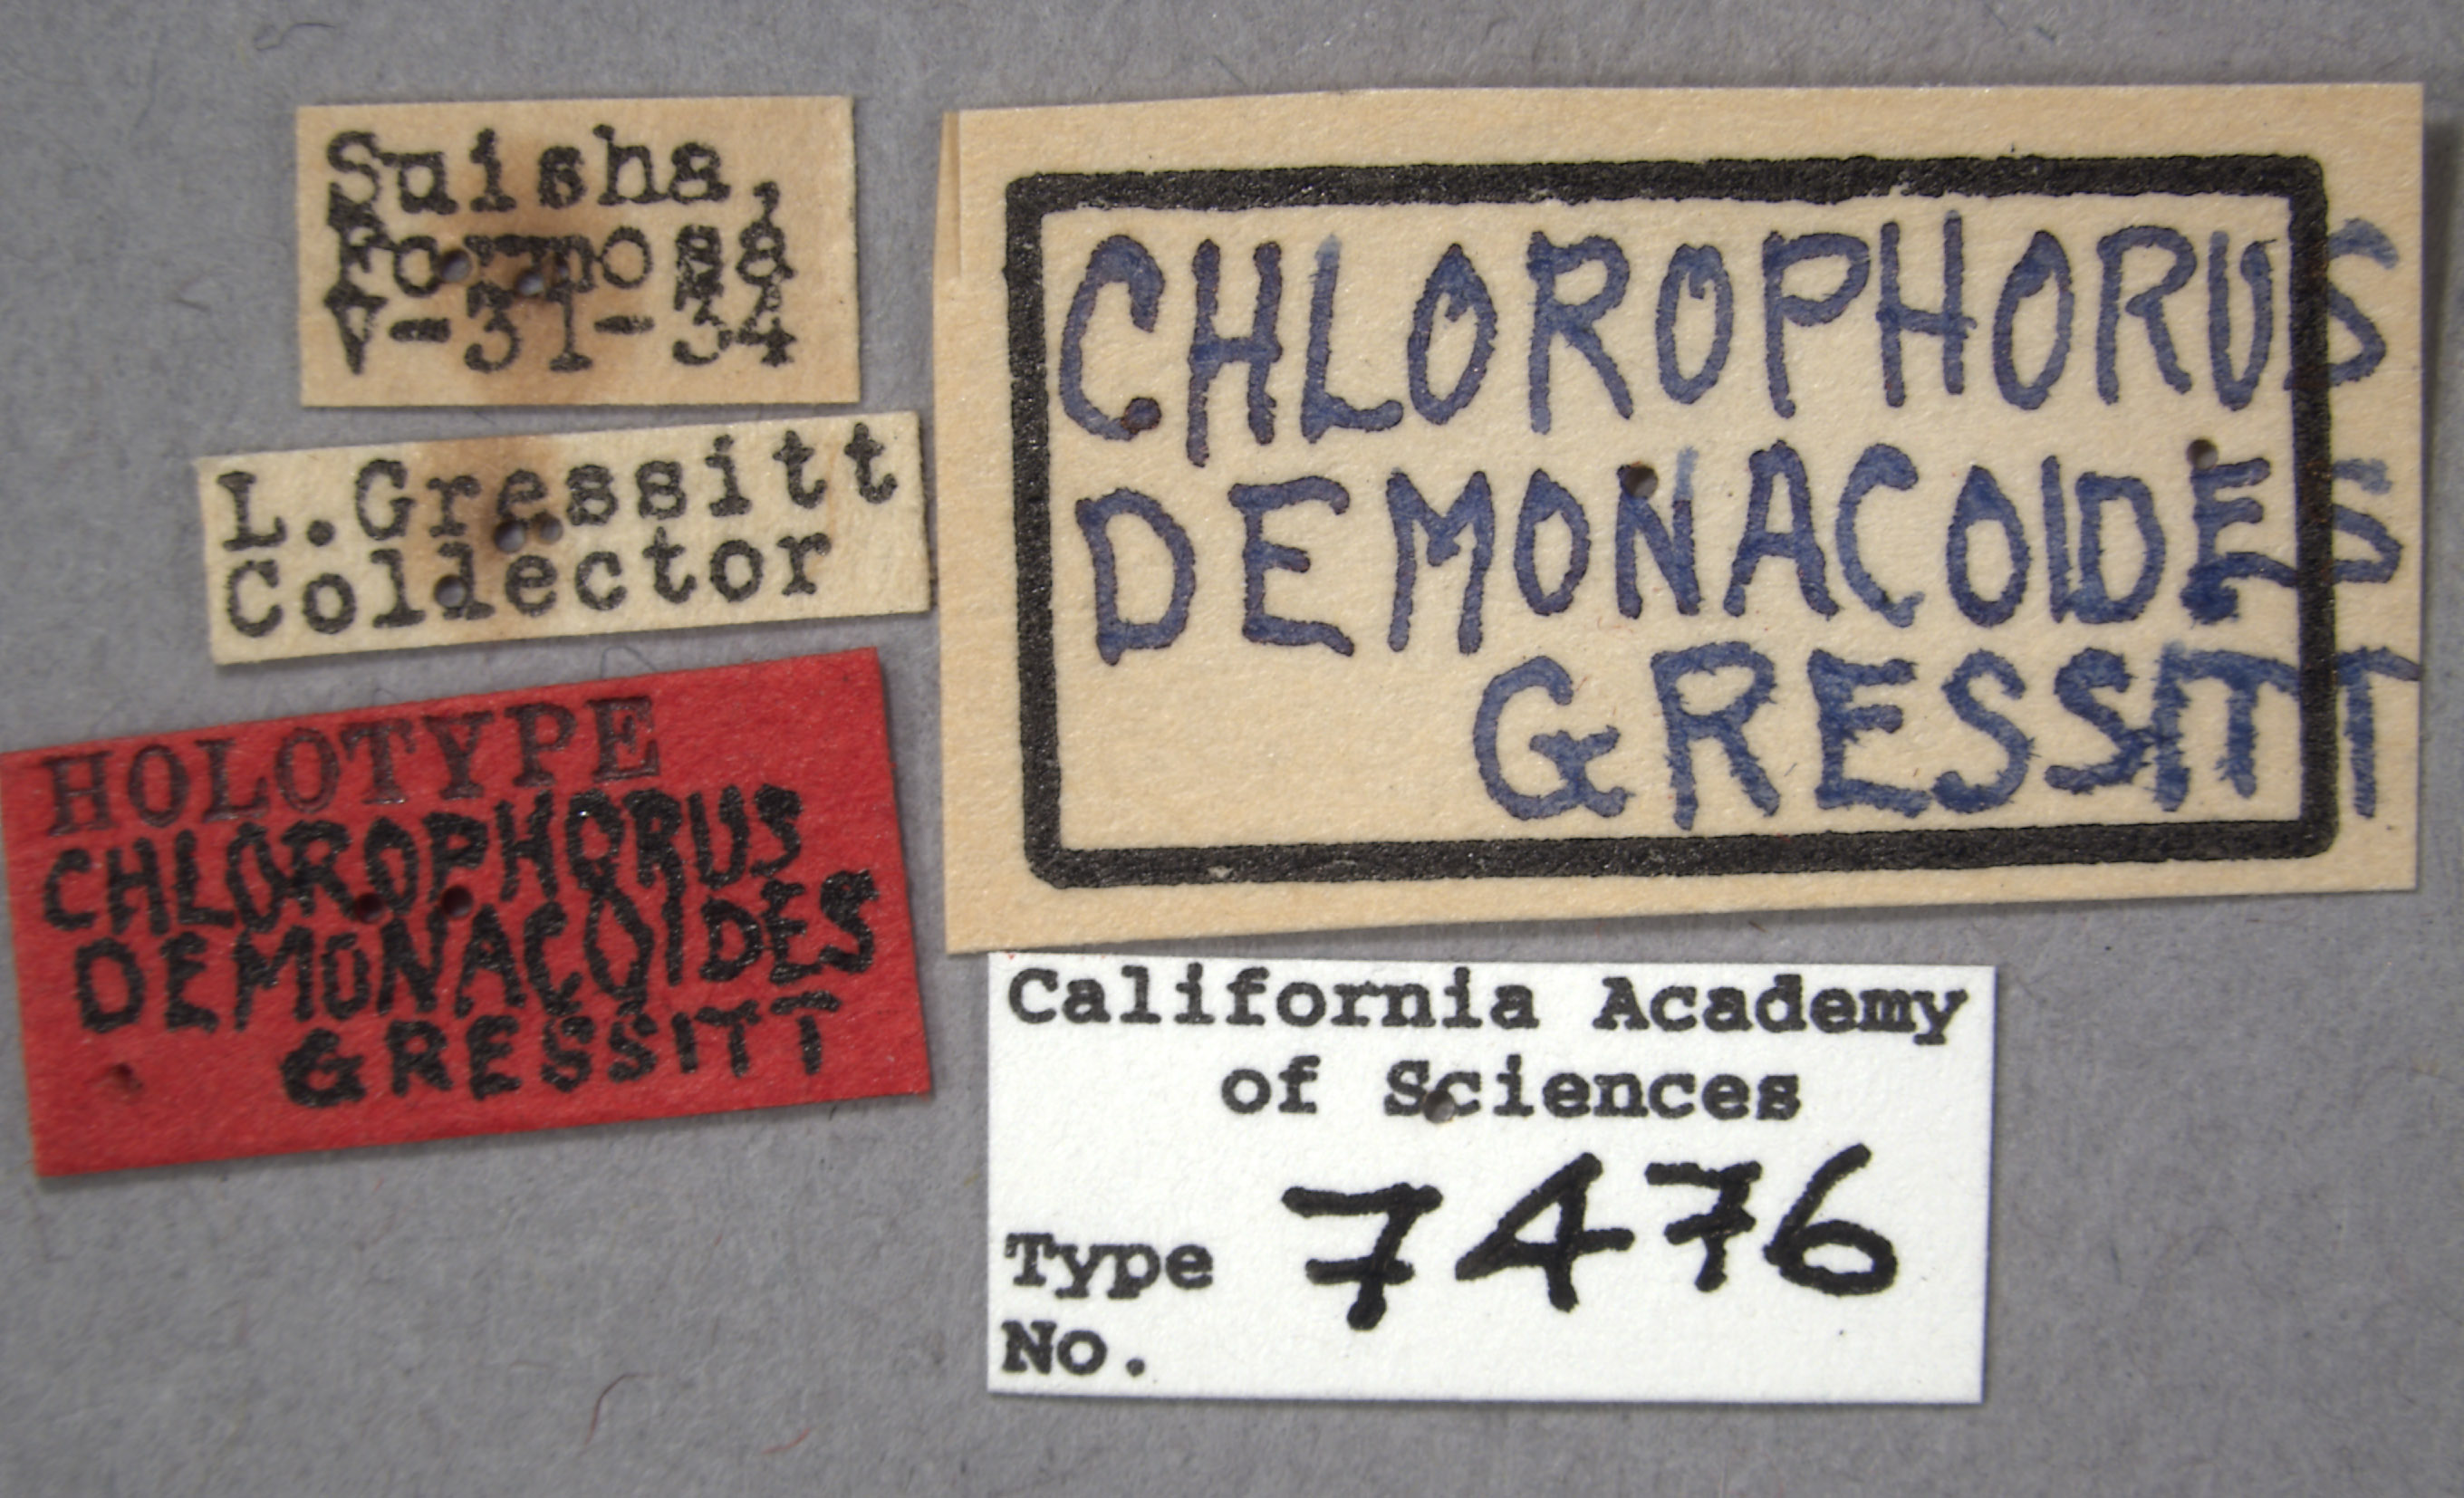 Suisha,
Formosa
V-31-34
L.Gressitt
Collector
HOLOTYPE
CHLOROPHORUS
DEMONACOIDES
GRESSITT
CHLOROPHORUS
DEMONACOIDES
GRESSITT
California Academy
of Sciences
Type 7476
No.